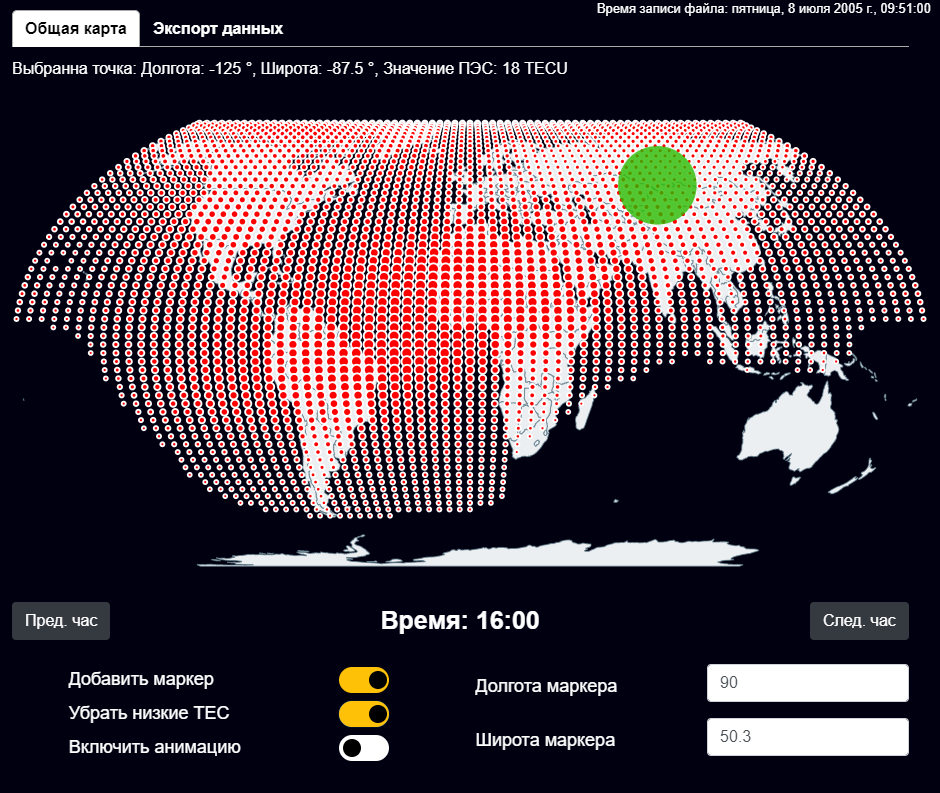 Время записи файла: пятница, 8 июля 2005 г., 09:51:00
Общая карта Экспорт данных
Выбранна точка: Долгота: -125 °, Широта: -87.5 °, Значение ПЭС: 18 TECU
Пред. час Время: 16:00 След. час
Добавить маркер
Убрать низкие TEC
Включить анимацию
Долгота маркера 90
Широта маркера 50.3